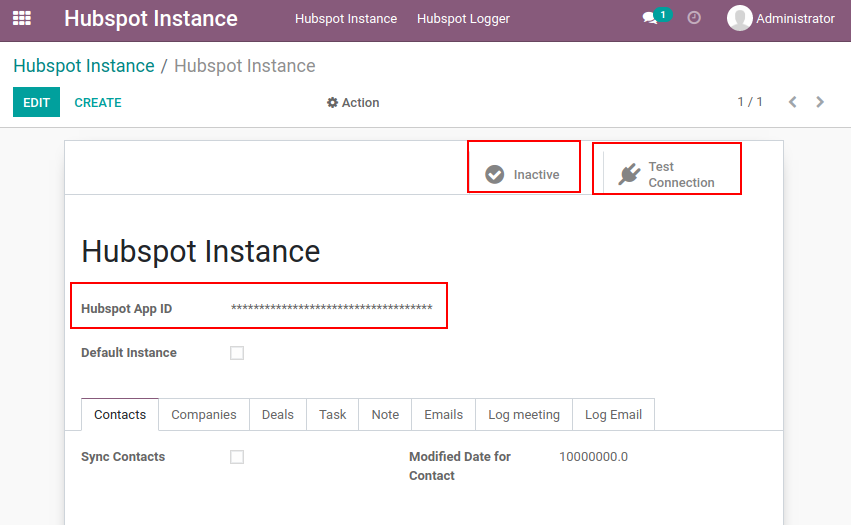 Hubspot Instance Hubspot Instance Hubspot Logger 1 Administrator
Hubspot Instance / Hubspot Instance
EDIT CREATE Action 1 / 1
Inactive Test
Connection
Hubspot Instance
Hubspot App ID ************************************
Default Instance
Contacts Companies Deals Task Note Emails Log meeting Log Email
Sync Contacts Modified Date for 10000000.0
Contact